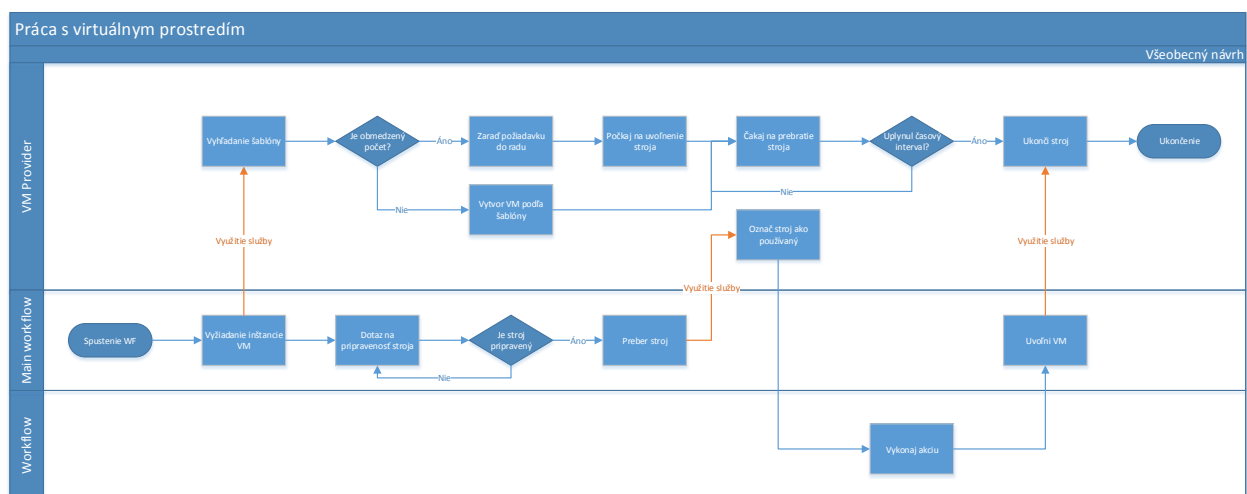 Práca s virtuálnym prostredím
Všeobecný návrh
VM Provider
Vyhľadanie šablóny
Je obmedzený
počet?
Áno
Zaraď požiadavku
do radu
Počkaj na uvoľnenie
stroja
Čakaj na prebratie
stroja
Uplynul časový
interval?
Áno
Ukonči stroj
Ukončenie
Nie
Vytvor VM podľa
šablóny
Nie
Označ stroj ako
používaný
Využitie služby
Využitie služby
Využitie služby
Main workflow
Spustenie WF
Vyžiadanie inštancie
VM
Dotaz na
pripravenosť stroja
Je stroj
pripravený
Áno
Preber stroj
Uvoľni VM
Nie
Workflow
Vykonaj akciu